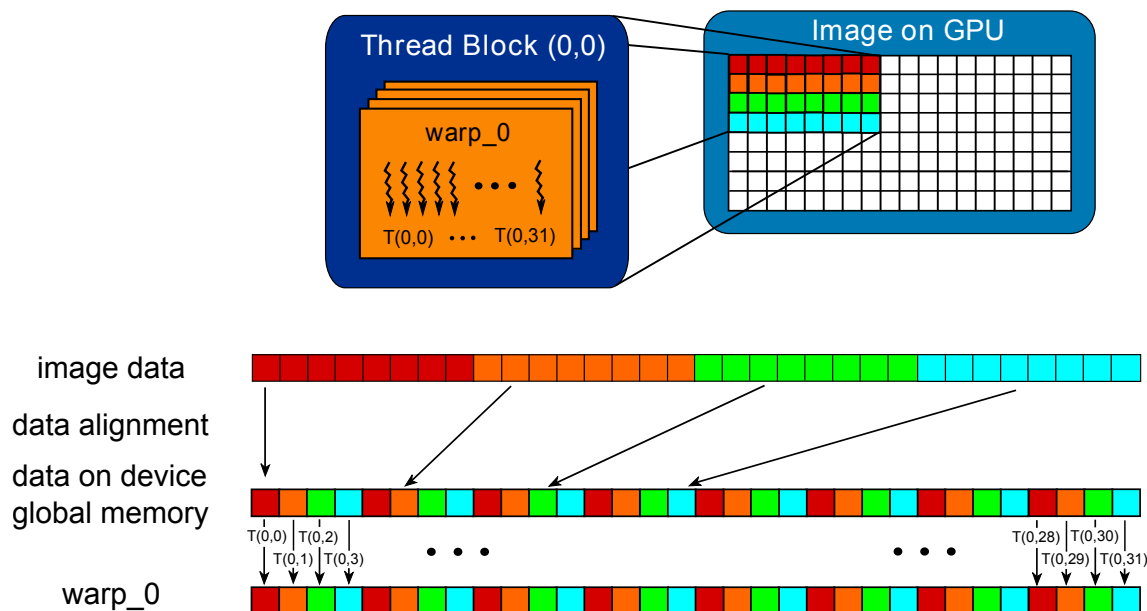 Thread Block (0,0)
Image on GPU
warp_0
T(0,0) ••• T(0,31)
image data
data alignment
data on device
global memory
T(0,0)
T(0,2)
T(0,28)
T(0,30)
T(0,1)
T(0,3)
T(0,29)
T(0,31)
warp_0